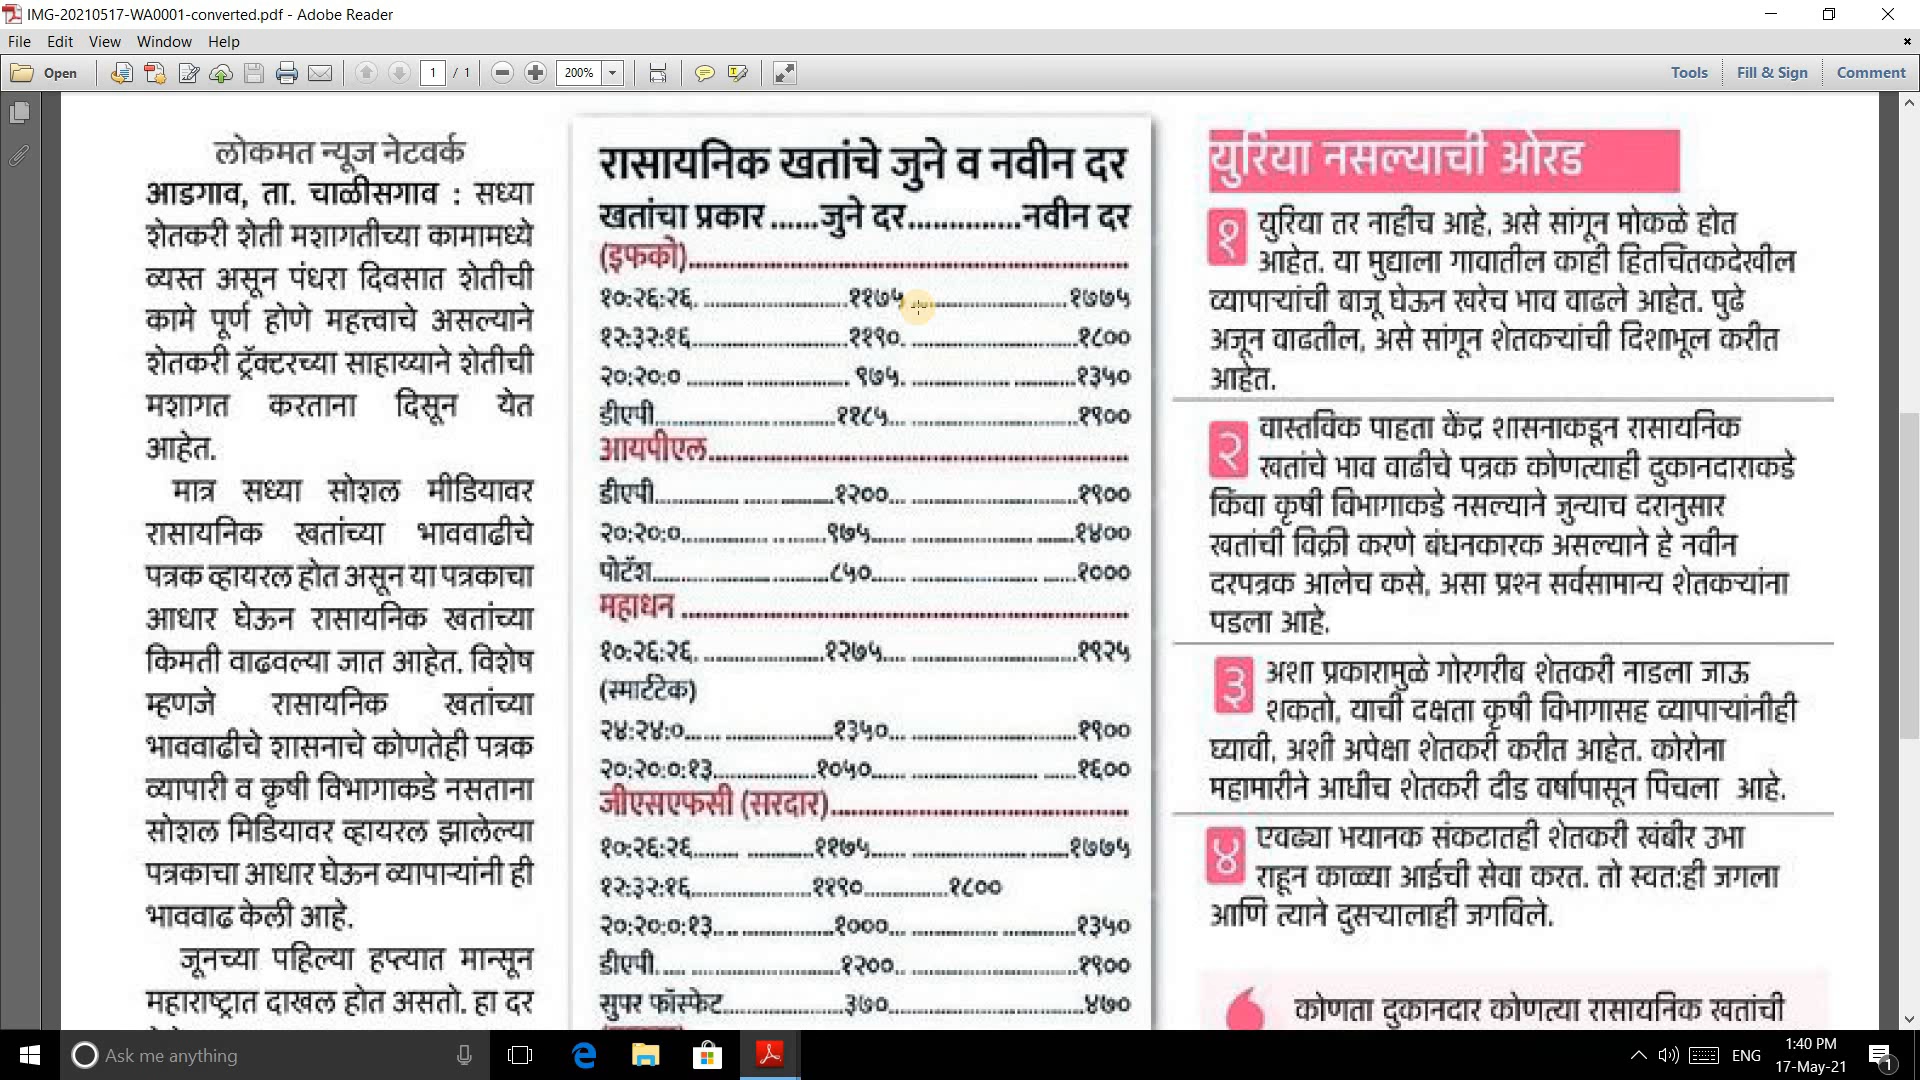 IMG-20210517-WA0001-converted.pdf - Adobe Reader
File Edit View Window Help
Open
1 / 1
200%
Tools
Fill & Sign
Comment
लोकमत न्यूज नेटवर्क
आडगाव, ता. चाळीसगाव : सध्या
शेतकरी शेती मशागतीच्या कामामध्ये
व्यस्त असून पंधरा दिवसात शेतीची
कामे पूर्ण होणे महत्त्वाचे असल्याने
शेतकरी ट्रॅक्टरच्या साहाय्याने शेतीची
मशागत करताना दिसून येत
आहेत.
मात्र सध्या सोशल मीडियावर
रासायनिक खतांच्या भाववाढीचे
पत्रक व्हायरल होत असून या पत्रकाचा
आधार घेऊन रासायनिक खतांच्या
किमती वाढवल्या जात आहेत. विशेष
म्हणजे रासायनिक खतांच्या
भाववाढीचे शासनाचे कोणतेही पत्रक
व्यापारी व कृषी विभागाकडे नसताना
सोशल मिडियावर व्हायरल झालेल्या
पत्रकाचा आधार घेऊन व्यापाऱ्यांनी ही
भाववाढ केली आहे.
जूनच्या पहिल्या हप्त्यात मान्सून
महाराष्ट्रात दाखल होत असतो. हा दर
रासायनिक खतांचे जुने व नवीन दर
खतांचा प्रकार ......जुने दर..............नवीन दर
(इफको)..............................
१०:२६:२६. ..............११७५ ..............१७७५
१२:३२:१६..............११९०. ..............१८००
२०:२०:० .............. ९७५. ..............१३५०
डीएपी..............११८५... ..............१९००
आयपीएल..............................
डीएपी..............१२००... ..............१९००
२०:२०:०..............९७५...... ..............१४००
पोटॅश..............८५०...... ..............१०००
महाधन ..............................
१०:२६:२६. ..............१२७५.... ..............१९२५
(स्मार्टटेक)
२४:२४:०..............१३५०... ..............१९००
२०:२०:०:१३..............१०५०...... ..............१६००
जीएसएफसी (सरदार)..............................
१०:२६:२६..............११७५...... ..............१७७५
१२:३२:१६..............११९०..............१८००
२०:२०:०:१३..............१०००... ..............१३५०
डीएपी..............१२००.. ..............१९००
सुपर फॉस्फेट..............३७०..............४७०
युरिया नसल्याची ओरड
१ युरिया तर नाहीच आहे, असे सांगून मोकळे होत
आहेत. या मुद्याला गावातील काही हितचिंतकदेखील
व्यापाऱ्यांची बाजू घेऊन खरेच भाव वाढले आहेत. पुढे
अजून वाढतील, असे सांगून शेतकऱ्यांची दिशाभूल करीत
आहेत.
२ वास्तविक पाहता केंद्र शासनाकडून रासायनिक
खतांचे भाव वाढीचे पत्रक कोणत्याही दुकानदाराकडे
किंवा कृषी विभागाकडे नसल्याने जुन्याच दरानुसार
खतांची विक्री करणे बंधनकारक असल्याने हे नवीन
दरपत्रक आलेच कसे, असा प्रश्न सर्वसामान्य शेतकऱ्यांना
पडला आहे.
३ अशा प्रकारामुळे गोरगरीब शेतकरी नाडला जाऊ
शकतो, याची दक्षता कृषी विभागासह व्यापाऱ्यांनीही
घ्यावी, अशी अपेक्षा शेतकरी करीत आहेत. कोरोना
महामारीने आधीच शेतकरी दीड वर्षापासून पिचला आहे.
४ एवढ्या भयानक संकटातही शेतकरी खंबीर उभा
राहून काळ्या आईची सेवा करत. तो स्वत:ही जगला
आणि त्याने दुसऱ्यालाही जगविले.
कोणता दुकानदार कोणत्या रासायनिक खतांची
Ask me anything
ENG
1:40 PM
17-May-21
1